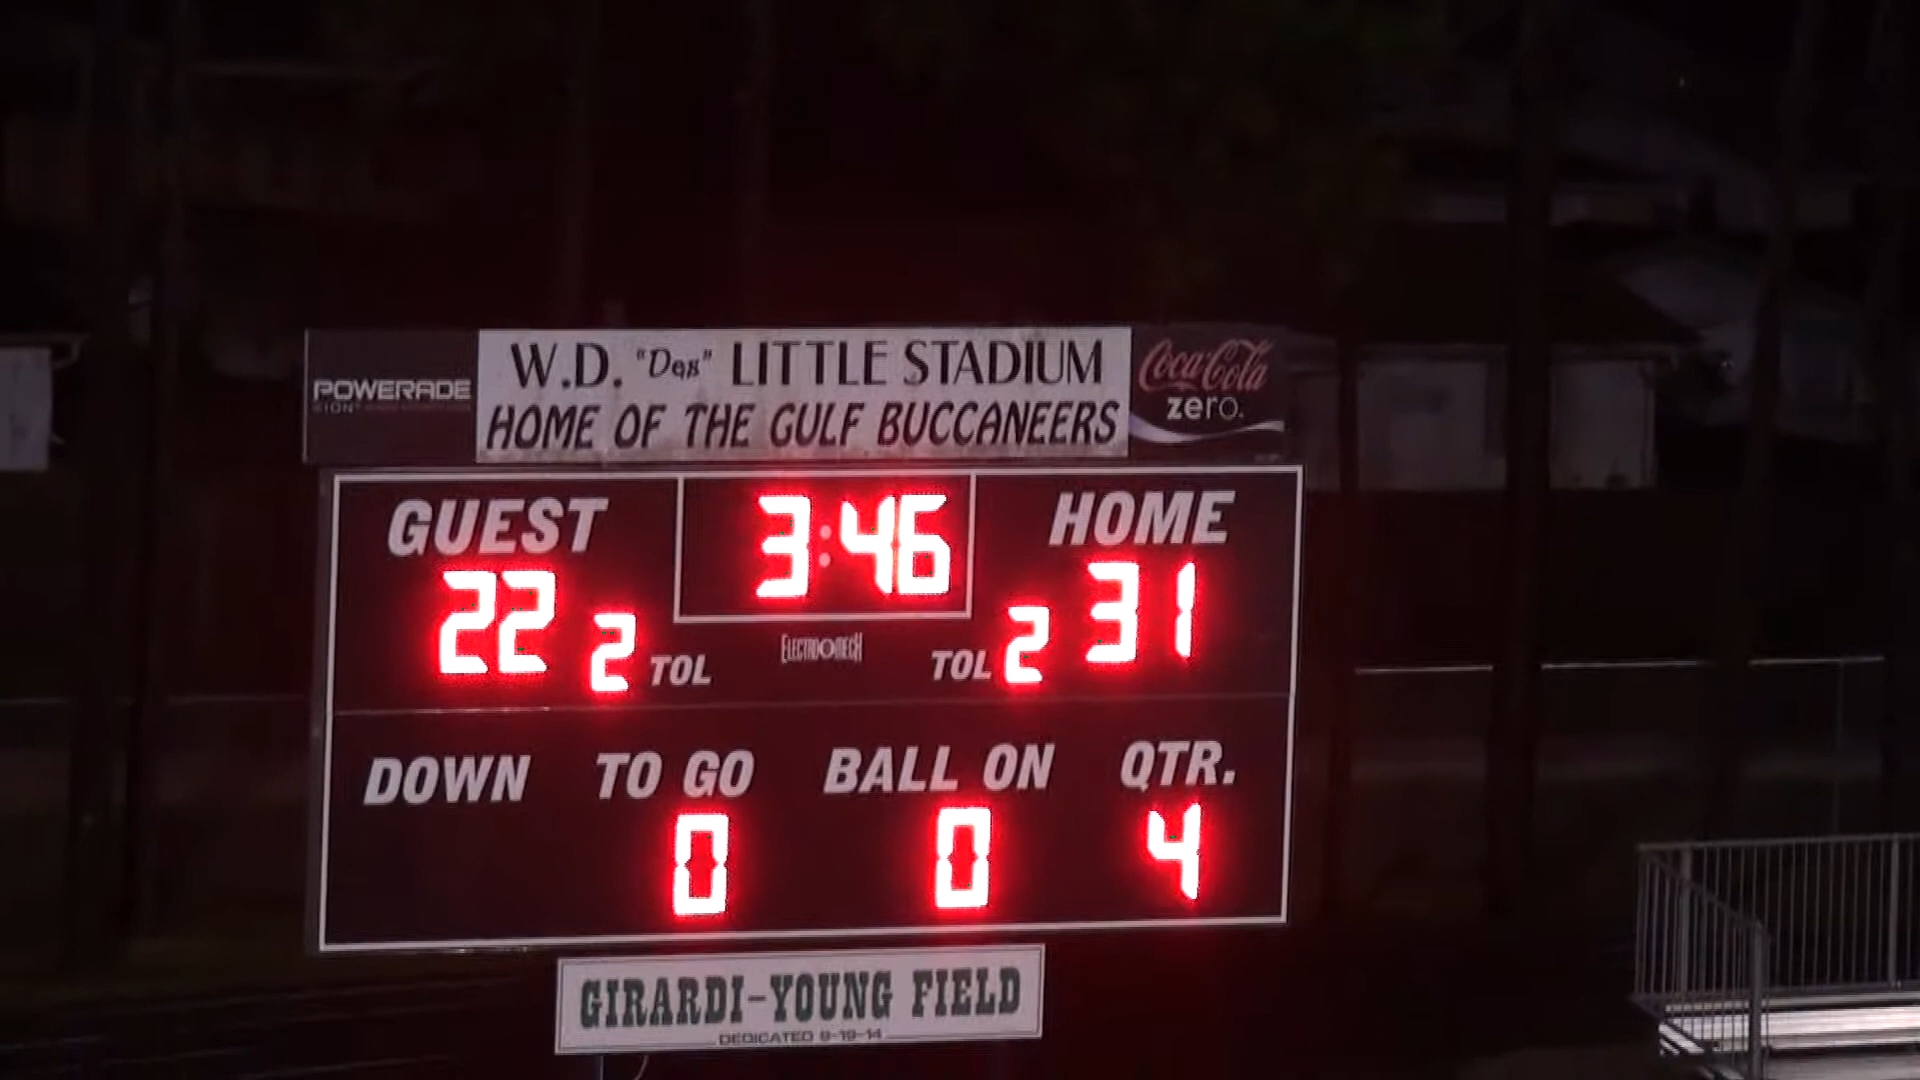 POWERADE
ION4
W.D. "Des" LITTLE STADIUM
HOME OF THE GULF BUCCANEERS
Coca-Cola
zero.
GUEST 3:46 HOME
22 2 TOL ELECTRO-MECH TOL 2 31
DOWN TO GO BALL ON QTR.
0 0 4
GIRARDI-YOUNG FIELD
DEDICATED 9-19-14